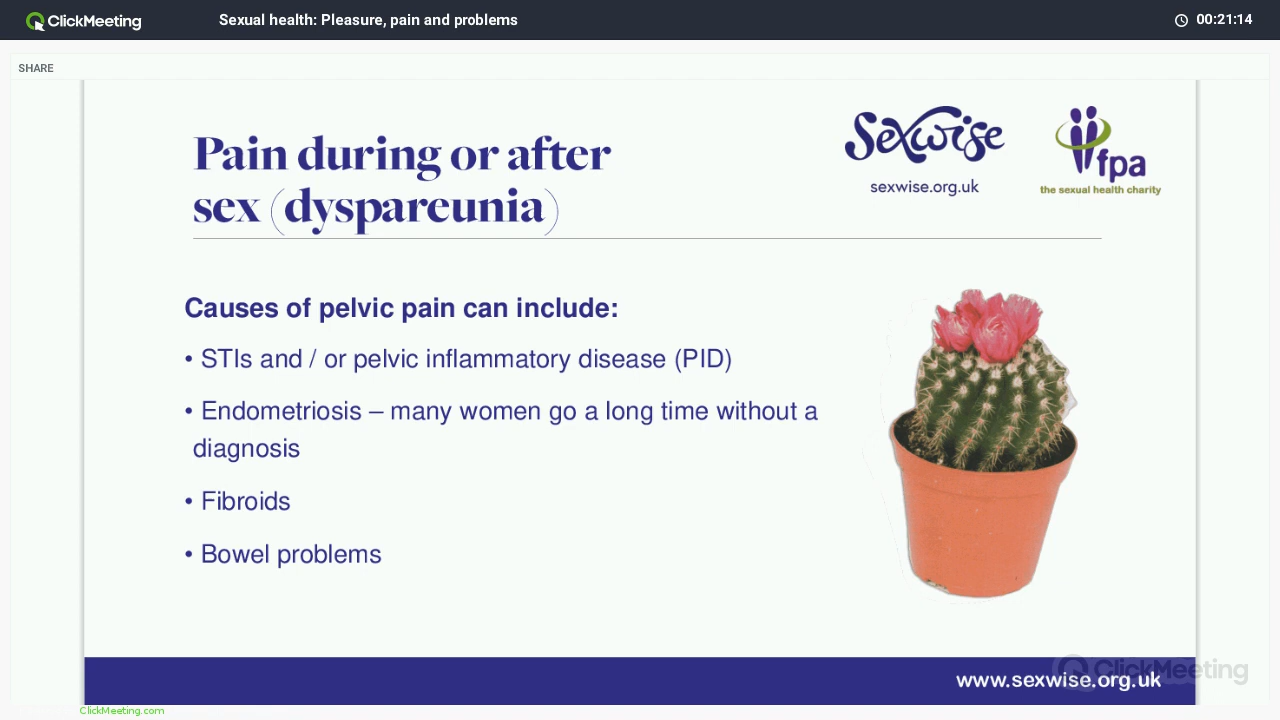 ClickMeeting
Sexual health: Pleasure, pain and problems
00:21:14
SHARE
Pain during or after
sex (dyspareunia)
Sexwise
sexwise.org.uk
fpa
the sexual health charity
Causes of pelvic pain can include:
• STIs and / or pelvic inflammatory disease (PID)
• Endometriosis – many women go a long time without a
diagnosis
• Fibroids
• Bowel problems
ClickMeeting
www.sexwise.org.uk
ClickMeeting.com